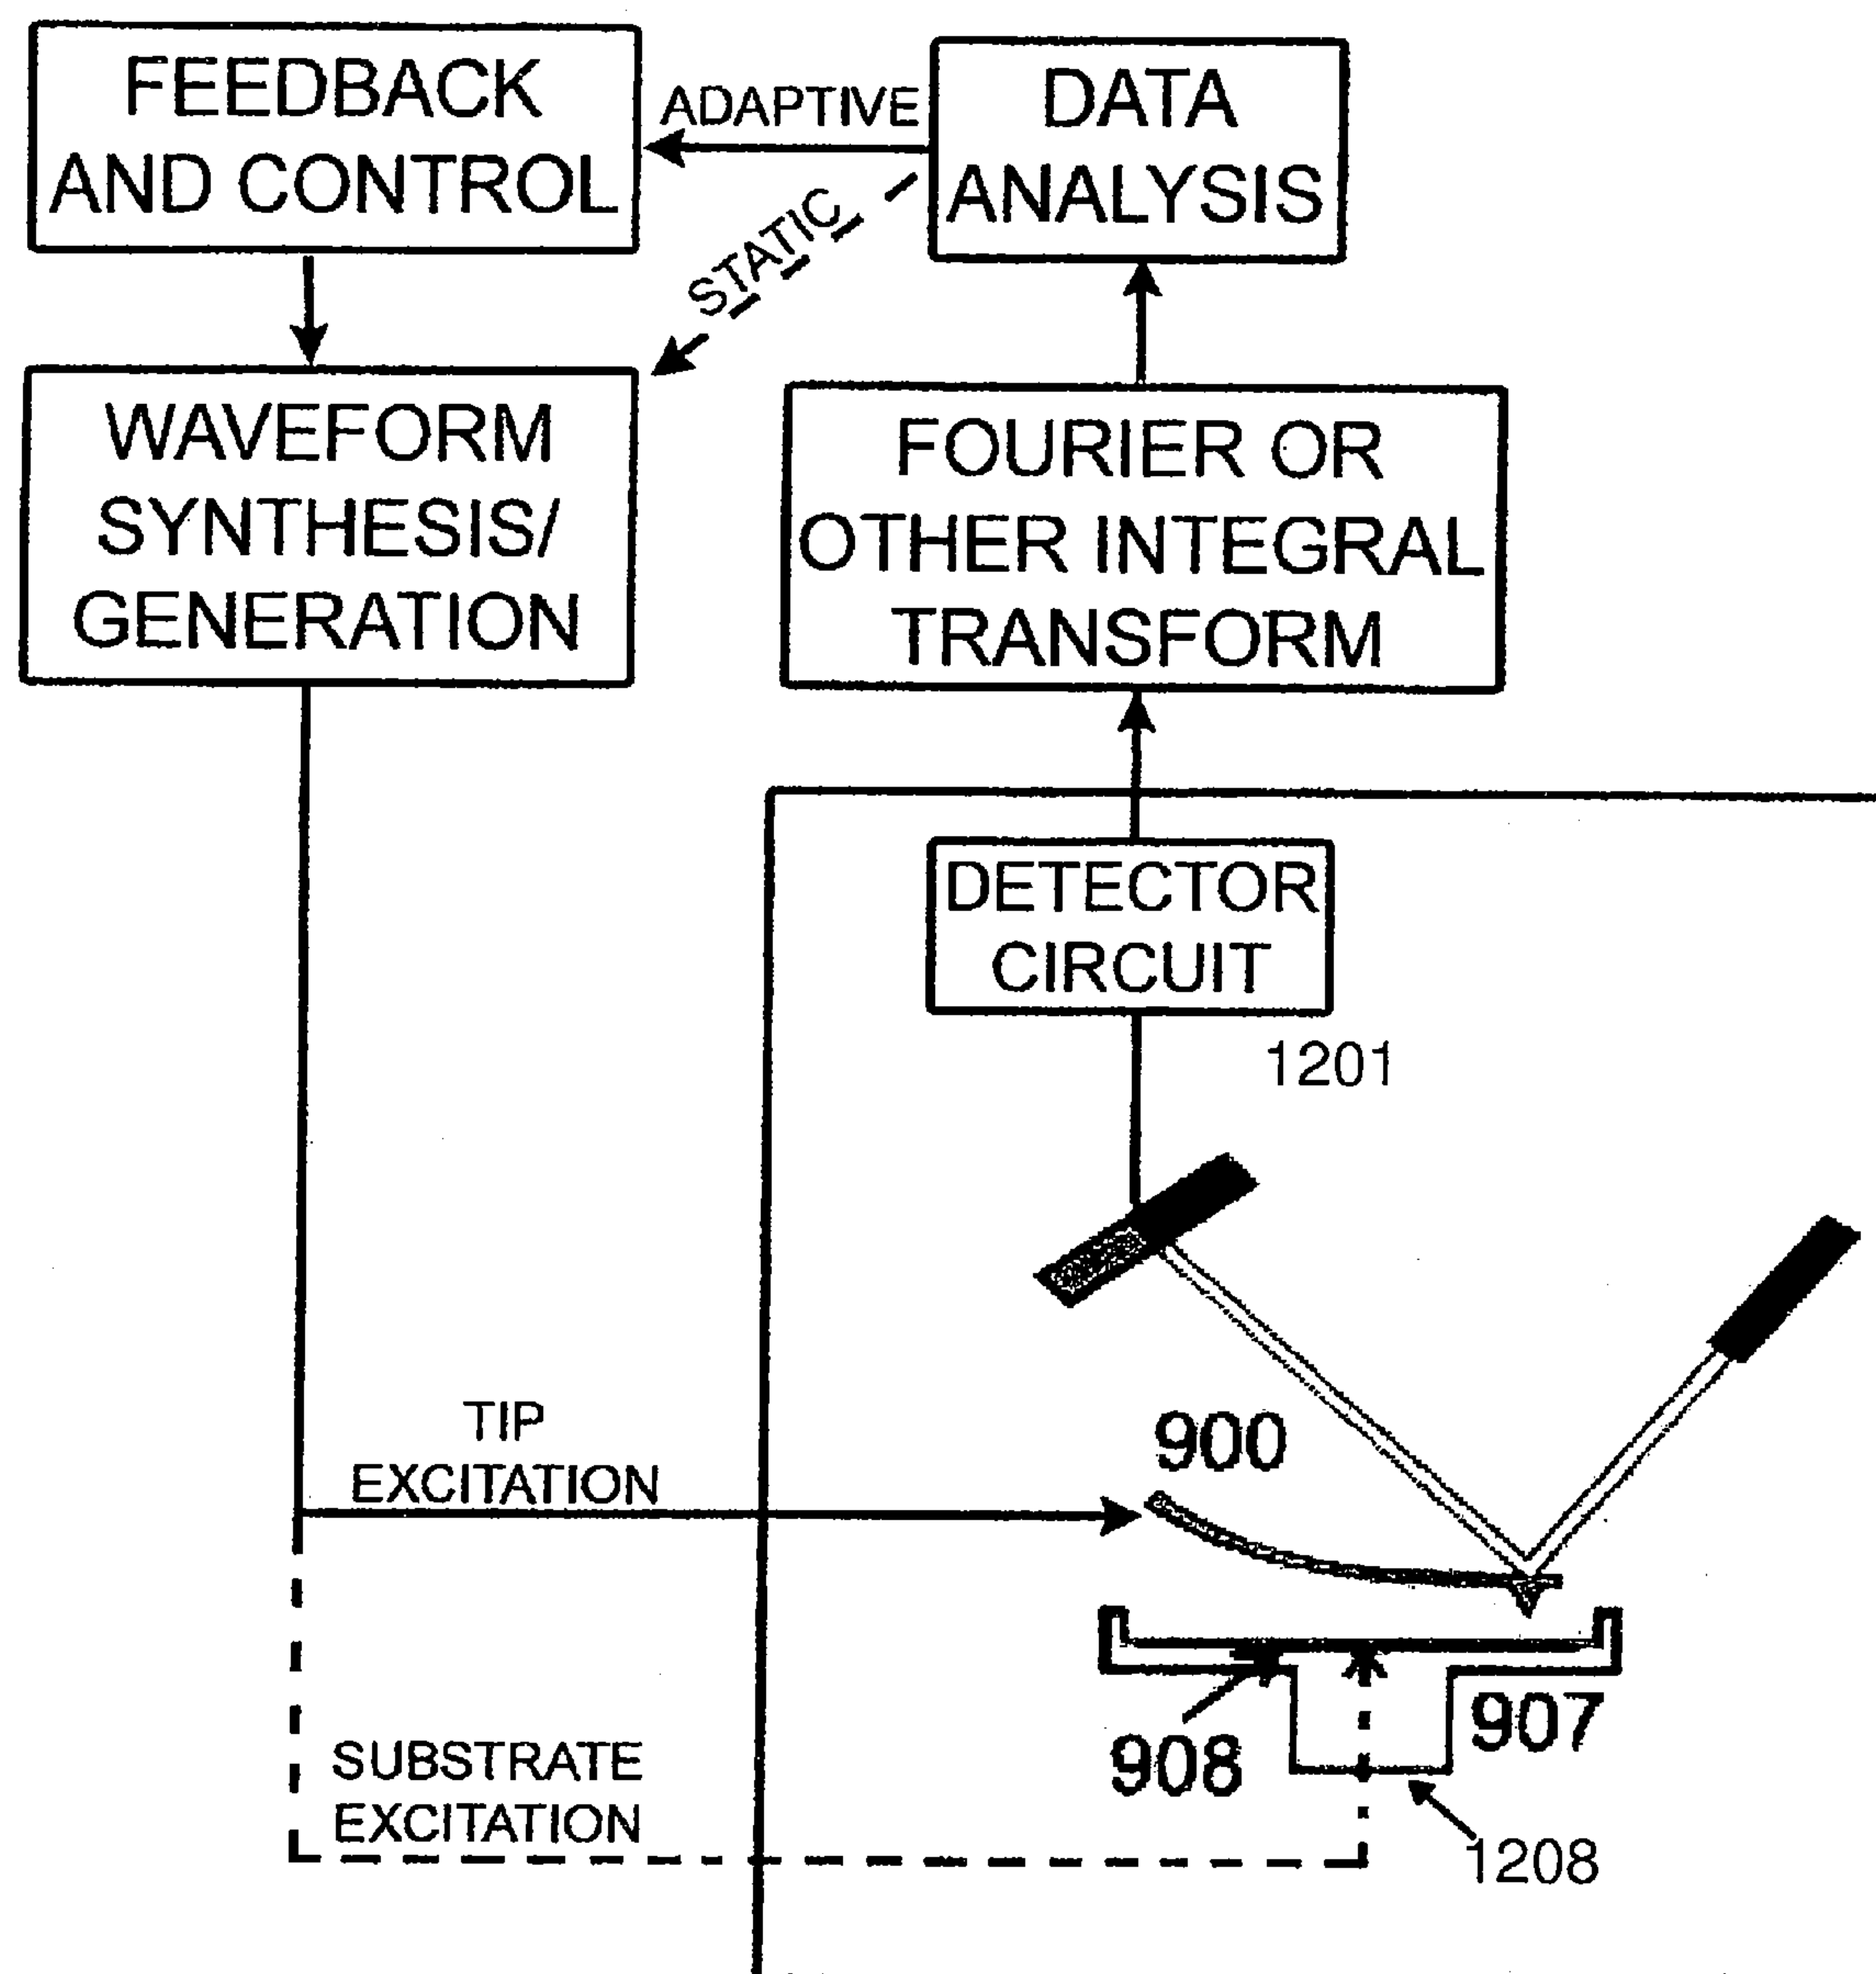 FEEDBACK
AND CONTROL
ADAPTIVE
DATA
ANALYSIS
STATIC
WAVEFORM
SYNTHESIS/
GENERATION
FOURIER OR
OTHER INTEGRAL
TRANSFORM
DETECTOR
CIRCUIT
1201
TIP
EXCITATION
900
908
907
SUBSTRATE
EXCITATION
1208